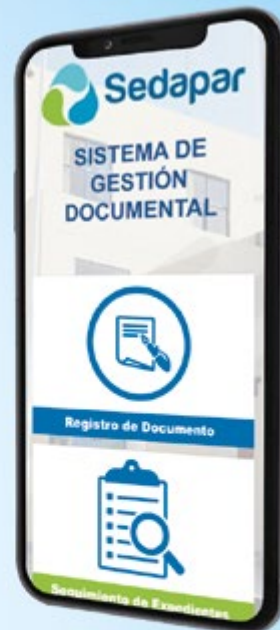 Sedapar
SISTEMA DE
GESTIÓN
DOCUMENTAL
Registro de Documento
Seguimiento de Expedientes